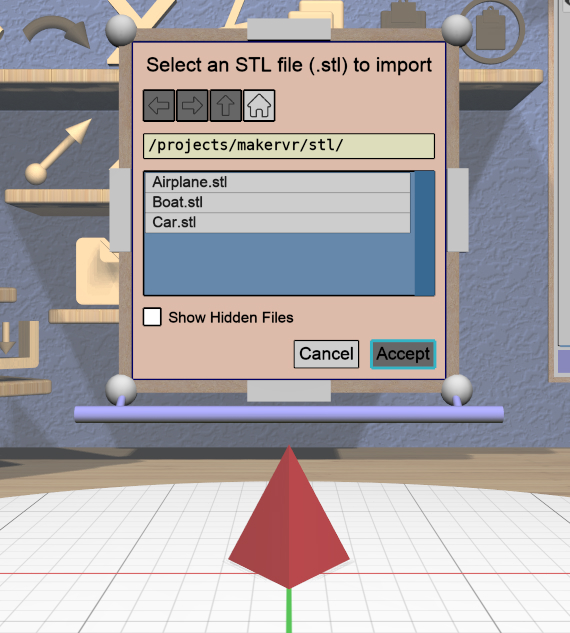 Select an STL file (.stl) to import
/projects/makervr/stl/
Airplane.stl
Boat.stl
Car.stl
Show Hidden Files
Cancel Accept